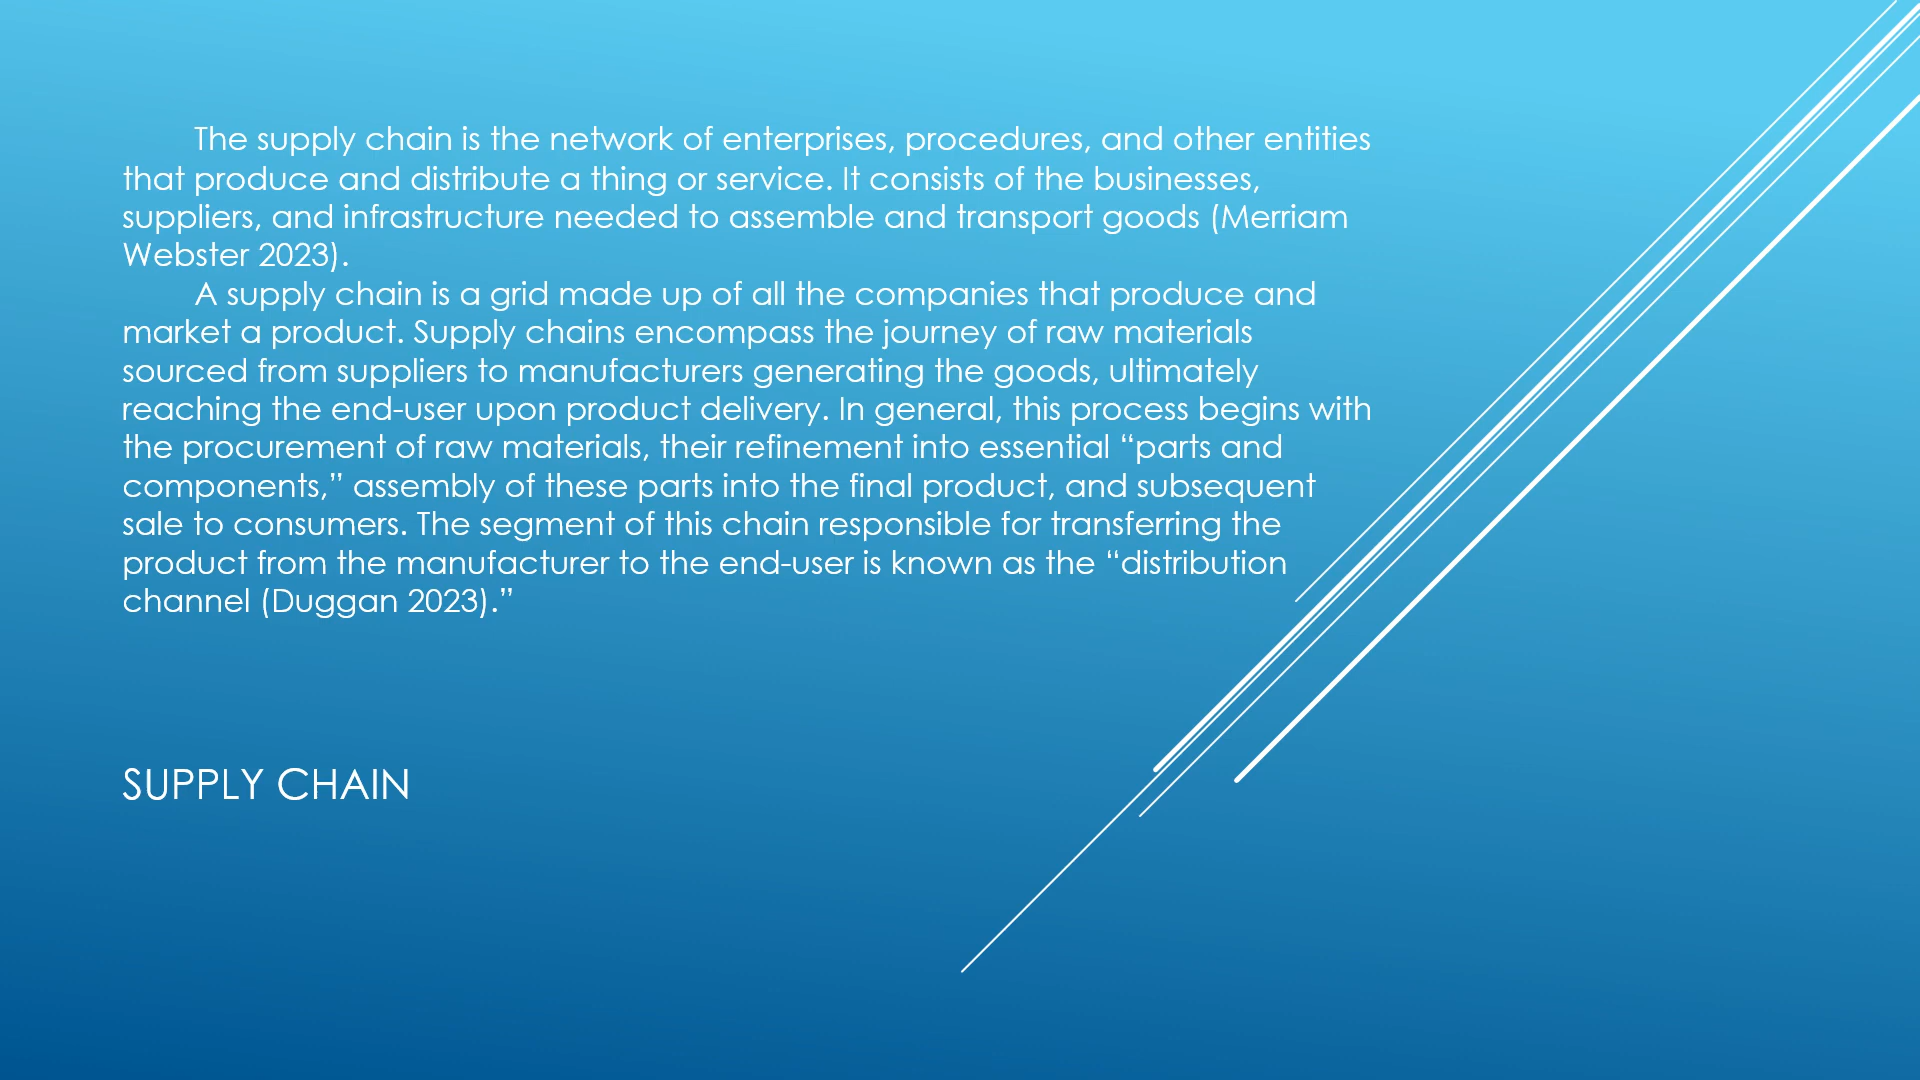 The supply chain is the network of enterprises, procedures, and other entities
that produce and distribute a thing or service. It consists of the businesses,
suppliers, and infrastructure needed to assemble and transport goods (Merriam
Webster 2023).
A supply chain is a grid made up of all the companies that produce and
market a product. Supply chains encompass the journey of raw materials
sourced from suppliers to manufacturers generating the goods, ultimately
reaching the end-user upon product delivery. In general, this process begins with
the procurement of raw materials, their refinement into essential “parts and
components,” assembly of these parts into the final product, and subsequent
sale to consumers. The segment of this chain responsible for transferring the
product from the manufacturer to the end-user is known as the “distribution
channel (Duggan 2023).”
SUPPLY CHAIN